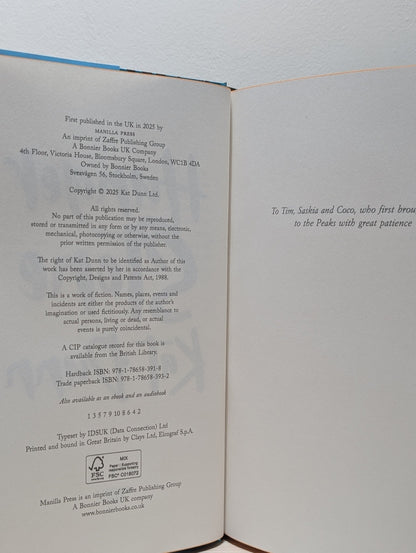 First published in the UK in 2025 by
MANILLA PRESS
An imprint of Zaffre Publishing Group
A Bonnier Books UK Company
4th Floor, Victoria House, Bloomsbury Square, London, WC1B 4DA
Owned by Bonnier Books
Sveavägen 56, Stockholm, Sweden
Copyright © 2025 Kat Dunn Ltd.
All rights reserved.
No part of this publication may be reproduced,
stored or transmitted in any form or by any means, electronic,
mechanical, photocopying or otherwise, without the
prior written permission of the publisher.
The right of Kat Dunn to be identified as Author of this
work has been asserted by her in accordance with the
Copyright, Designs and Patents Act, 1988.
This is a work of fiction. Names, places, events and
incidents are either the products of the author's
imagination or used fictitiously. Any resemblance to
actual persons, living or dead, or actual
events is purely coincidental.
A CIP catalogue record for this book is
available from the British Library.
Hardback ISBN: 978-1-78658-391-8
Trade paperback ISBN: 978-1-78658-393-2
Also available as an ebook and an audiobook
1 3 5 7 9 10 8 6 4 2
Typeset by IDSUK (Data Connection) Ltd
Printed and bound in Great Britain by Clays Ltd, Elcograf S.p.A.
FSC
www.fsc.org
MIX
Paper | Supporting
responsible forestry
FSC® C018072
Manilla Press is an imprint of Zaffre Publishing Group
A Bonnier Books UK company
www.bonnierbooks.co.uk
To Tim, Saskia and Coco, who first brou
to the Peaks with great patience